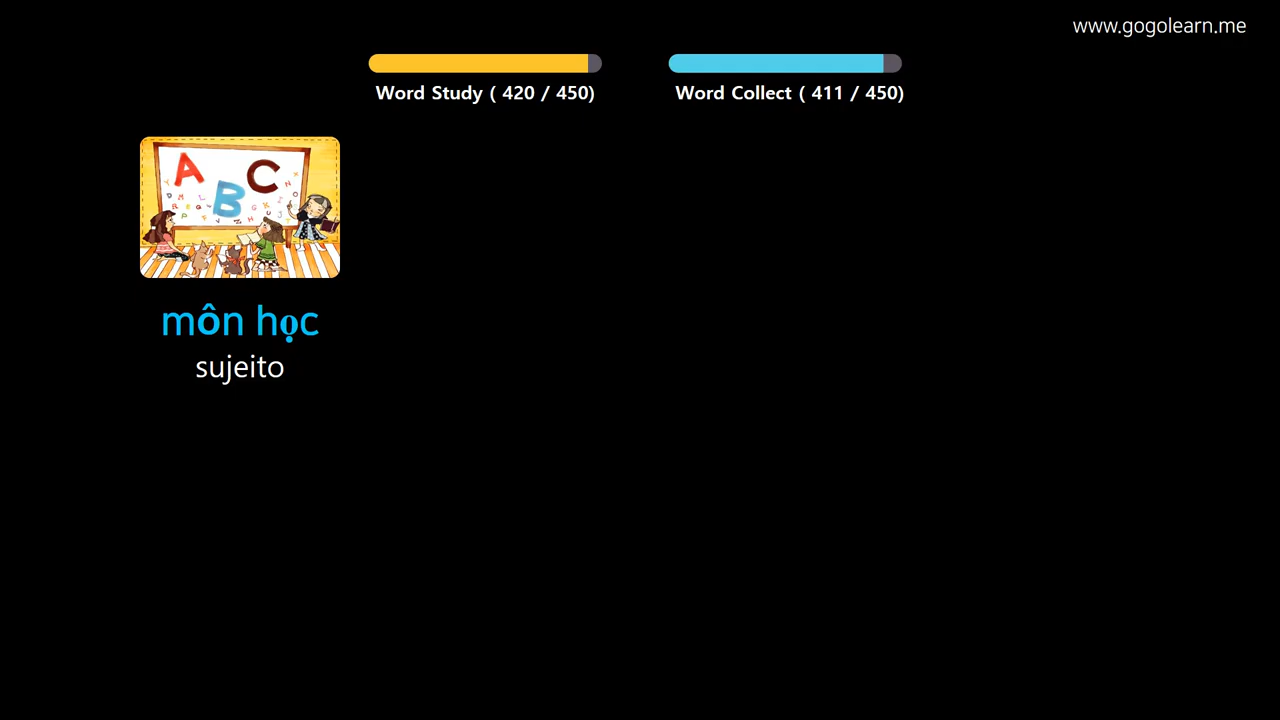 www.gogolearn.me
Word Study ( 420 / 450)
Word Collect ( 411 / 450)
A B C
môn học
sujeito